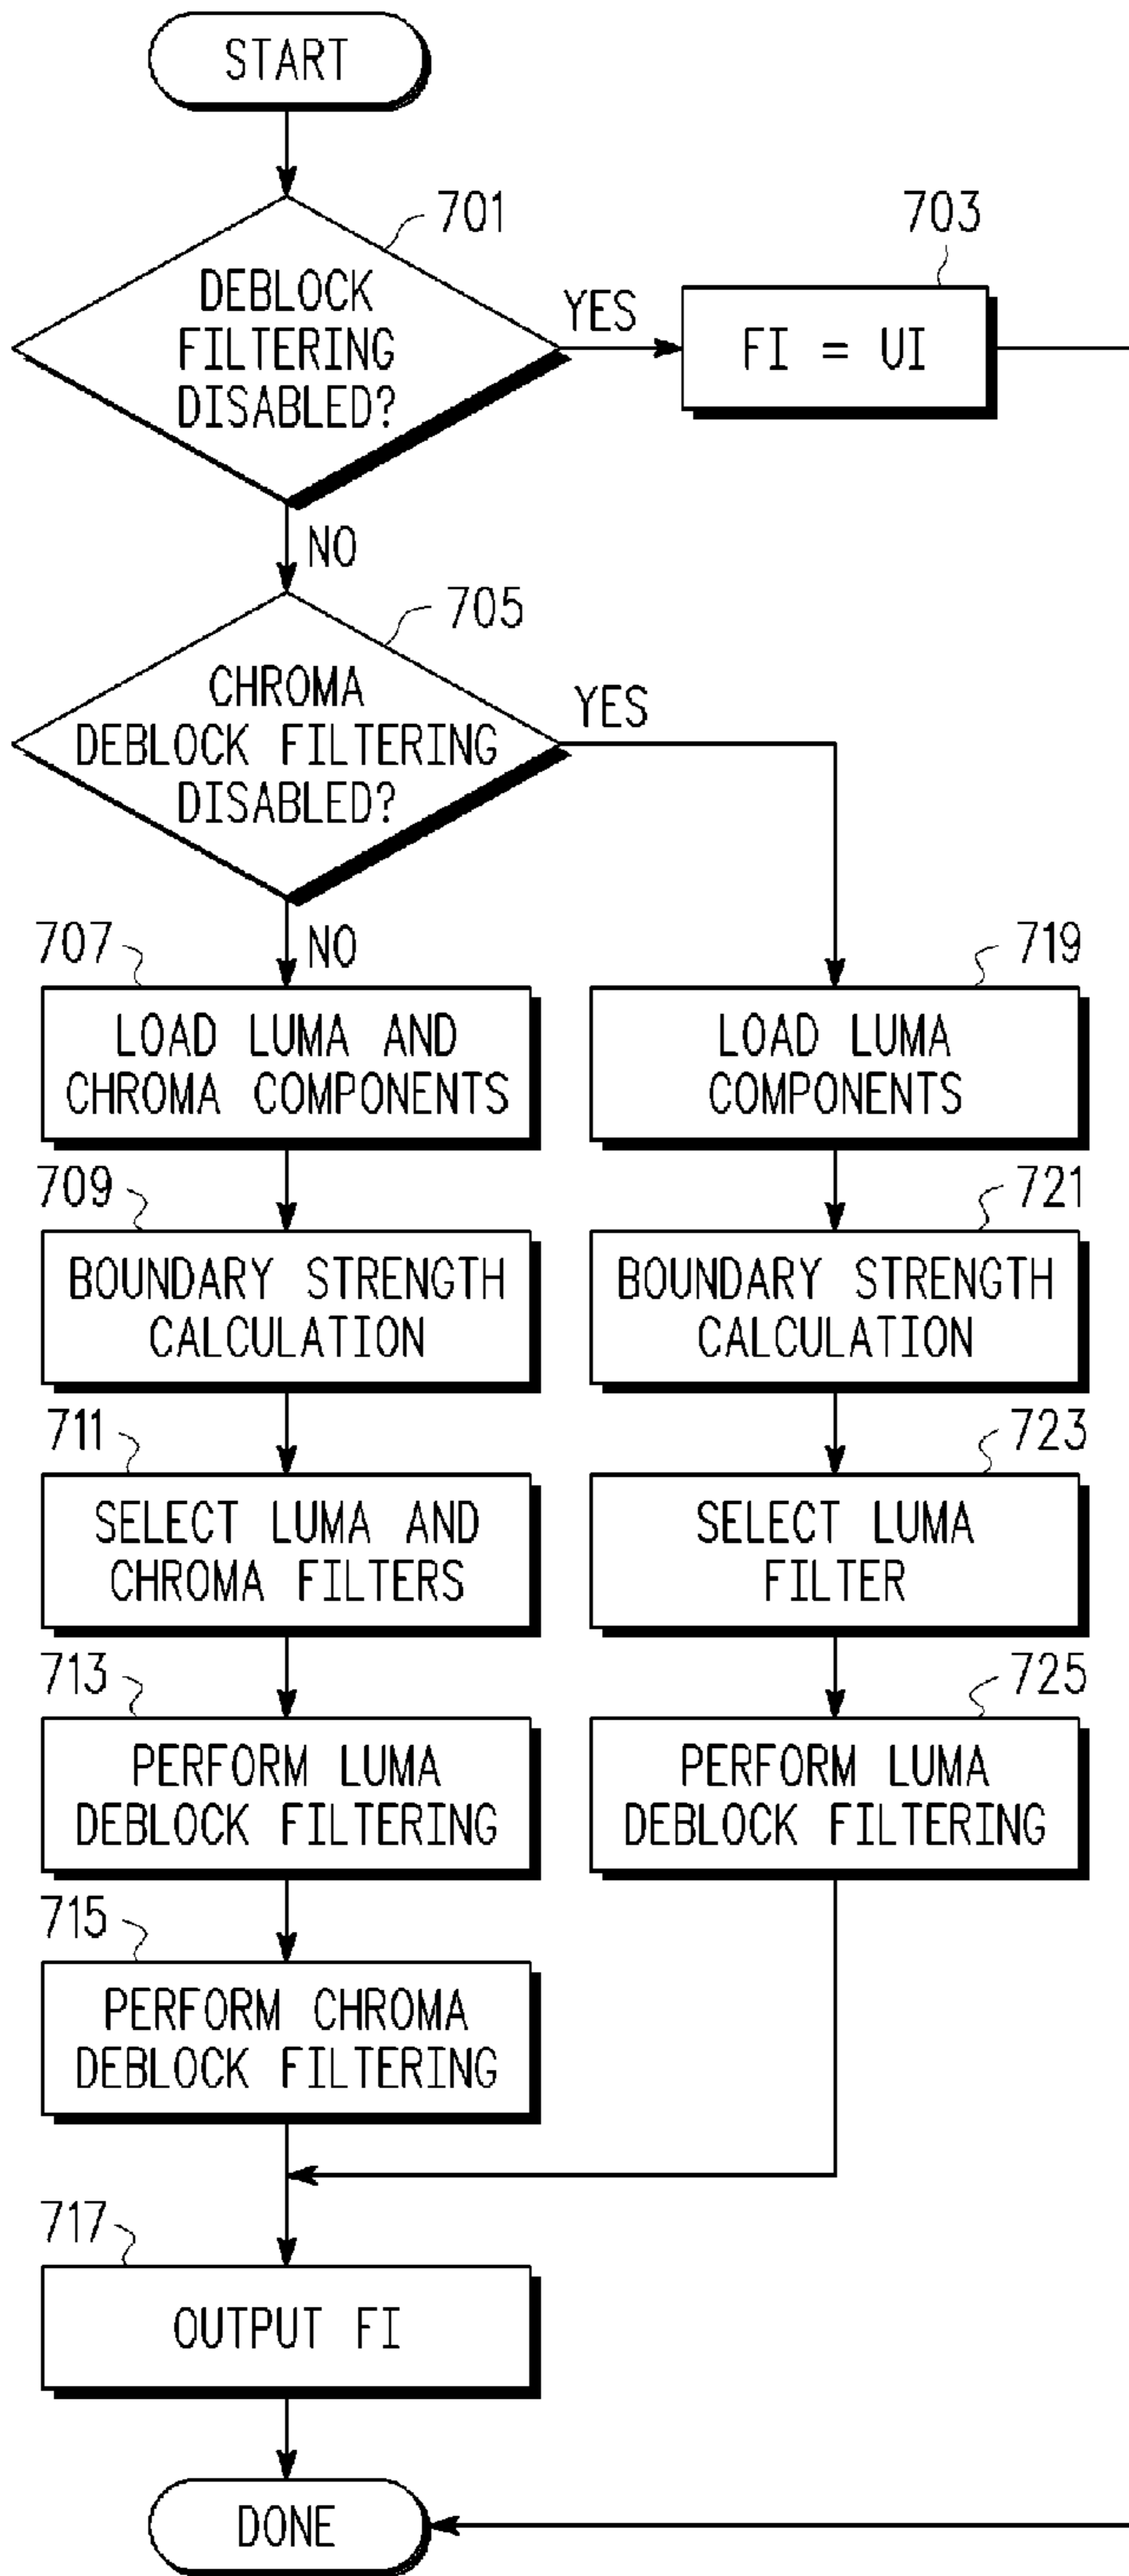 START
701
703
DEBLOCK
FILTERING
DISABLED?
YES
FI = UI
NO
705
CHROMA
DEBLOCK FILTERING
DISABLED?
YES
707
NO
719
LOAD LUMA AND
CHROMA COMPONENTS
LOAD LUMA
COMPONENTS
709
721
BOUNDARY STRENGTH
CALCULATION
BOUNDARY STRENGTH
CALCULATION
711
723
SELECT LUMA AND
CHROMA FILTERS
SELECT LUMA
FILTER
713
725
PERFORM LUMA
DEBLOCK FILTERING
PERFORM LUMA
DEBLOCK FILTERING
715
PERFORM CHROMA
DEBLOCK FILTERING
717
OUTPUT FI
DONE